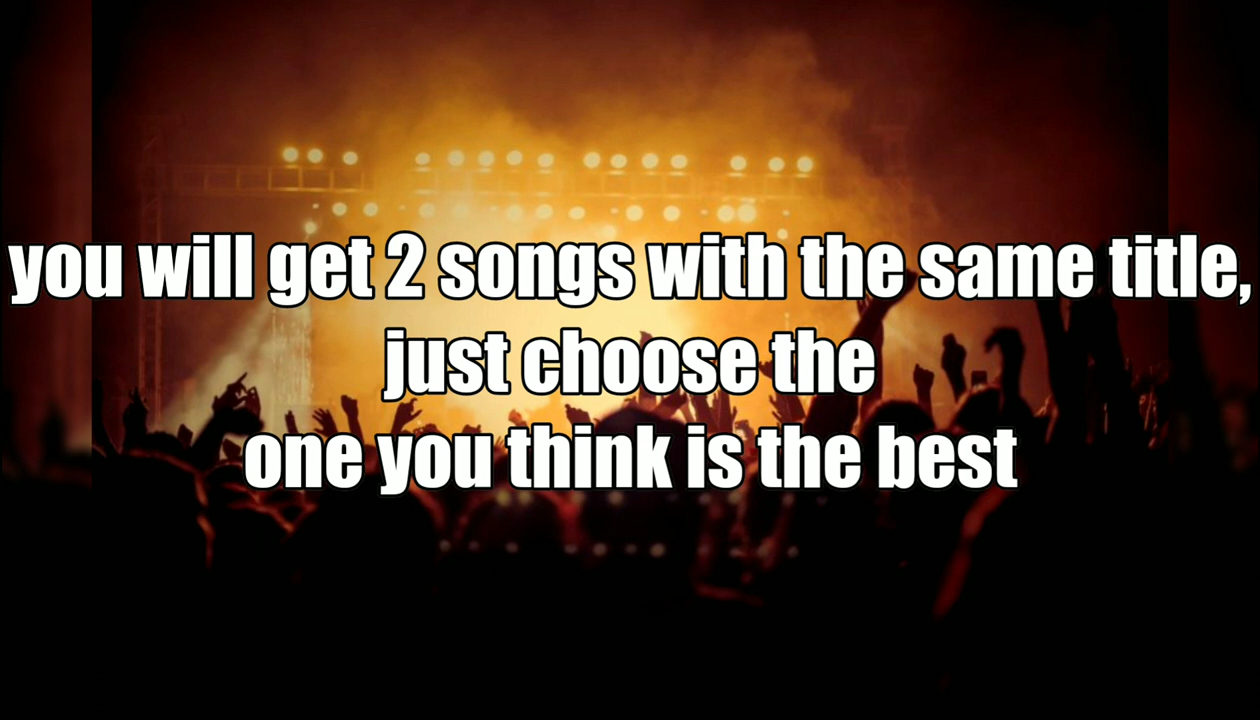 you will get 2 songs with the same title,
just choose the
one you think is the best